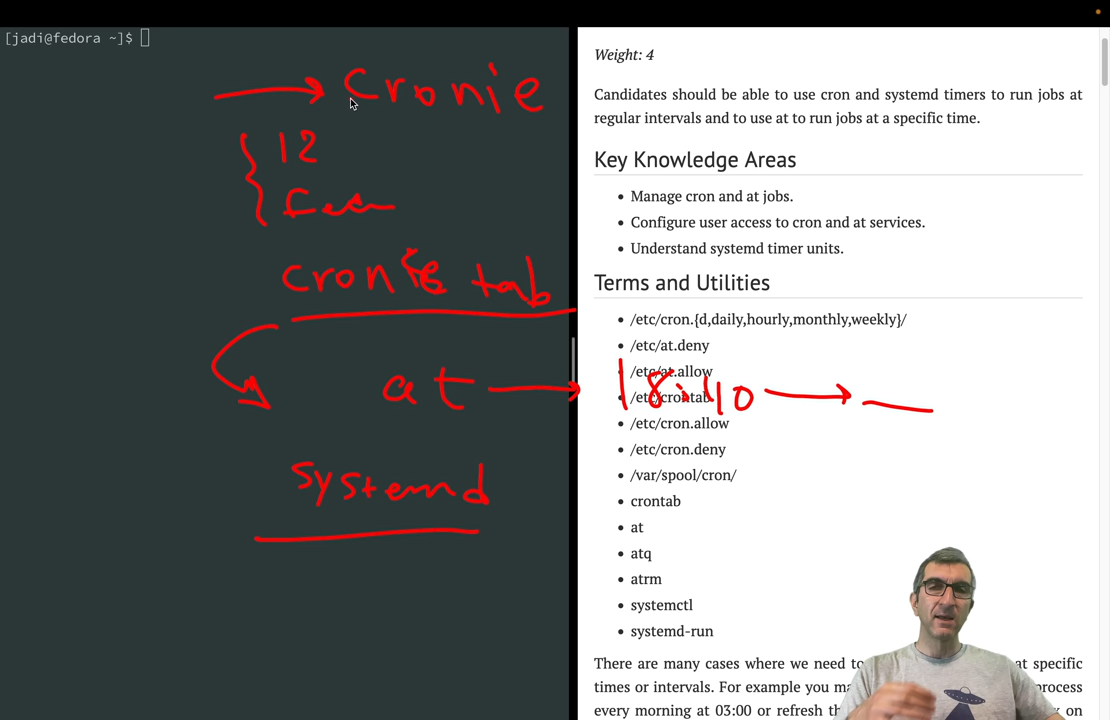 [jadi@fedora ~]$
Cronie
12
cron tab
at
18:40
systemd
Weight: 4
Candidates should be able to use cron and systemd timers to run jobs at
regular intervals and to use at to run jobs at a specific time.
Key Knowledge Areas
• Manage cron and at jobs.
• Configure user access to cron and at services.
• Understand systemd timer units.
Terms and Utilities
• /etc/cron.{d,daily,hourly,monthly,weekly}/
• /etc/at.deny
• /etc/at.allow
• /etc/crontab
• /etc/cron.allow
• /etc/cron.deny
• /var/spool/cron/
• crontab
• at
• atq
• atrm
• systemctl
• systemd-run
There are many cases where we need to at specific
times or intervals. For example you process
every morning at 03:00 or refresh on